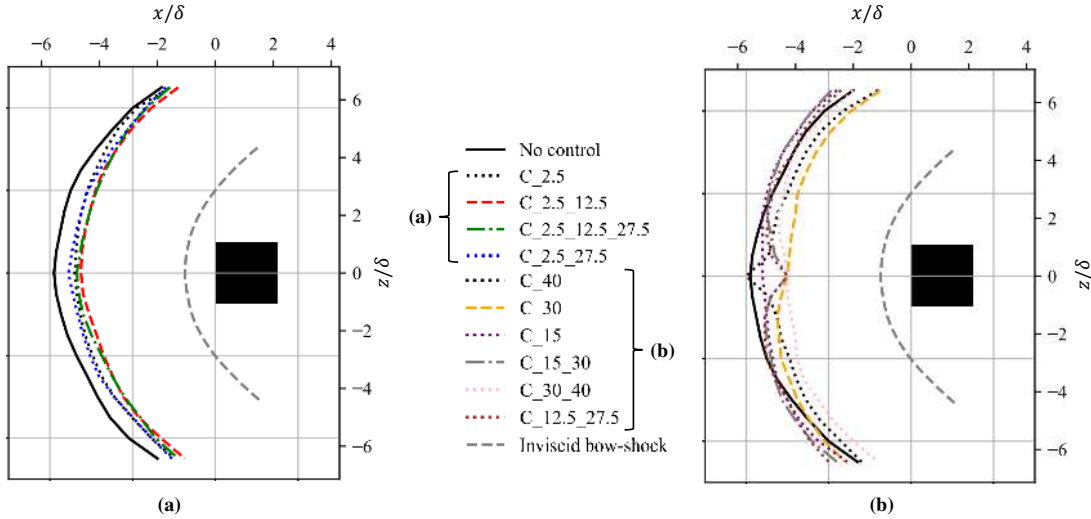 x/δ
−6 −4 −2 0 2 4
6
4
2
0
−2
−4
−6
z/δ
(a)
No control
C_2.5
C_2.5_12.5
C_2.5_12.5_27.5
C_2.5_27.5
C_40
C_30
C_15
C_15_30
C_30_40
C_12.5_27.5
Inviscid bow-shock
(a)
(b)
x/δ
−6 −4 −2 0 2 4
6
4
2
0
−2
−4
−6
z/δ
(b)